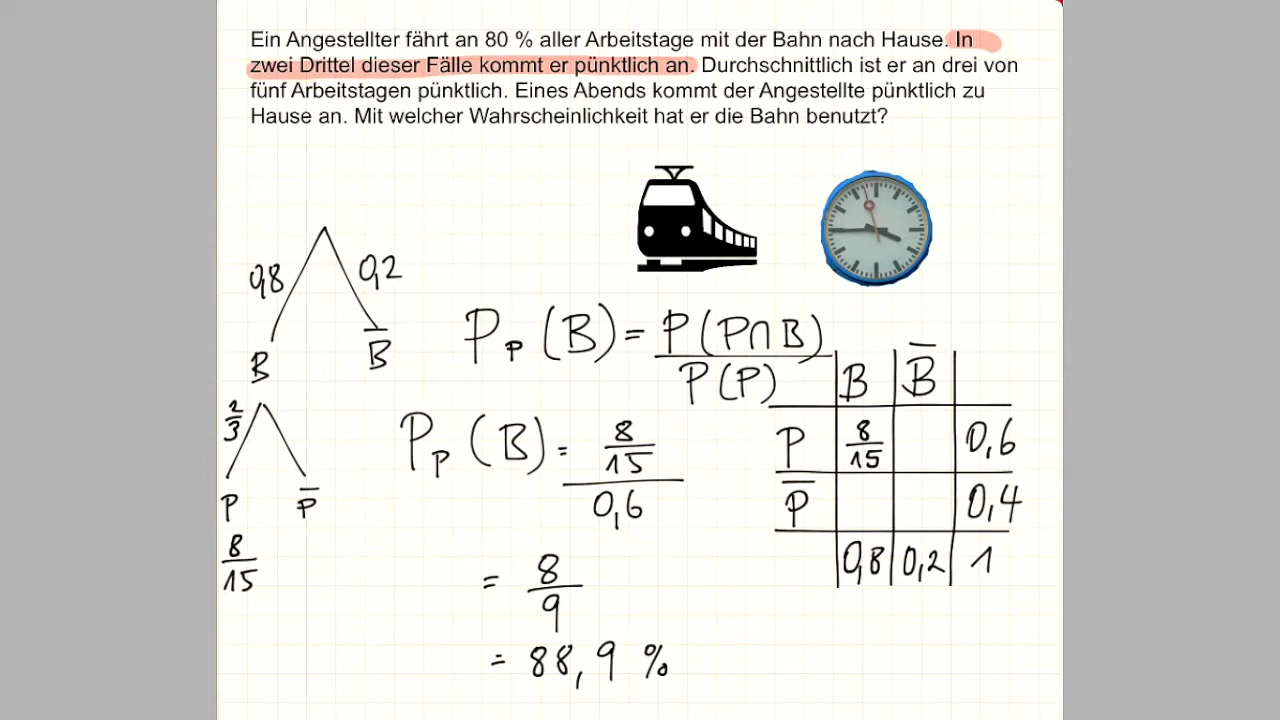 Ein Angestellter fährt an 80 % aller Arbeitstage mit der Bahn nach Hause. In
zwei Drittel dieser Fälle kommt er pünktlich an. Durchschnittlich ist er an drei von
fünf Arbeitstagen pünktlich. Eines Abends kommt der Angestellte pünktlich zu
Hause an. Mit welcher Wahrscheinlichkeit hat er die Bahn benutzt?
0,8 0,2
B B̅
2/3
P P̅
8/15
P_P (B) = P(P∩B) / P(P)
P_P (B) = 8/15 / 0,6
= 8/9
= 88,9 %
B B̅
P 8/15 0,6
P̅ 0,4
0,8 0,2 1